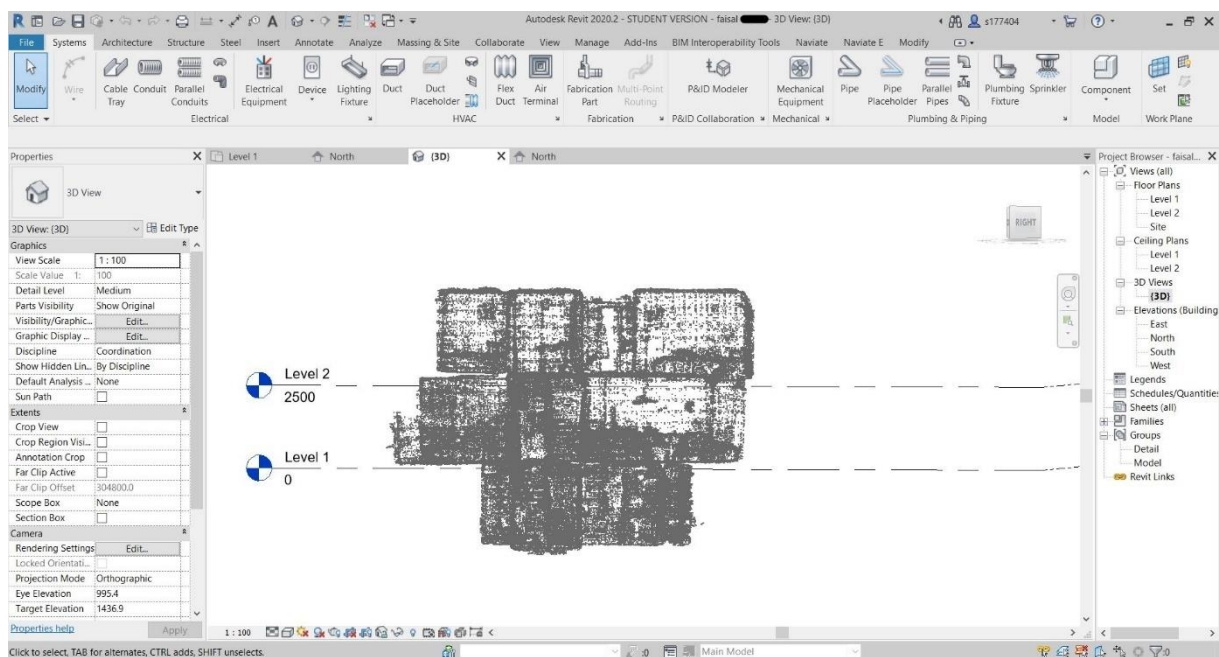 Autodesk Revit 2020.2 - STUDENT VERSION - faisal - 3D View: {3D}
s177404
File Systems Architecture Structure Steel Insert Annotate Analyze Massing & Site Collaborate View Manage Add-Ins BIM Interoperability Tools Naviate Naviate E Modify
Modify Wire Cable Tray Conduit Parallel Conduits Electrical Equipment Device Lighting Fixture Duct Duct Placeholder Flex Duct Air Terminal Fabrication Part Multi-Point Routing P&ID Modeler Mechanical Equipment Pipe Pipe Placeholder Parallel Pipes Plumbing Fixture Sprinkler Component Set
Select Electrical HVAC Fabrication P&ID Collaboration Mechanical Plumbing & Piping Model Work Plane
Properties
3D View
3D View: {3D} Edit Type
Graphics
View Scale 1 : 100
Scale Value 1: 100
Detail Level Medium
Parts Visibility Show Original
Visibility/Graphic... Edit...
Graphic Display ... Edit...
Discipline Coordination
Show Hidden Lin... By Discipline
Default Analysis ... None
Sun Path
Extents
Crop View
Crop Region Visi...
Annotation Crop
Far Clip Active
Far Clip Offset 304800.0
Scope Box None
Section Box
Camera
Rendering Settings Edit...
Locked Orientati...
Projection Mode Orthographic
Eye Elevation 995.4
Target Elevation 1436.9
Properties help Apply
Level 1 North {3D} X North
RIGHT
Level 2
2500
Level 1
0
Project Browser - faisal...
Views (all)
Floor Plans
Level 1
Level 2
Site
Ceiling Plans
Level 1
Level 2
3D Views
{3D}
Elevations (Building
East
North
South
West
Legends
Schedules/Quantities
Sheets (all)
Families
Groups
Detail
Model
Revit Links
1 : 100
Click to select, TAB for alternates, CTRL adds, SHIFT unselects.
:0 Main Model
:0